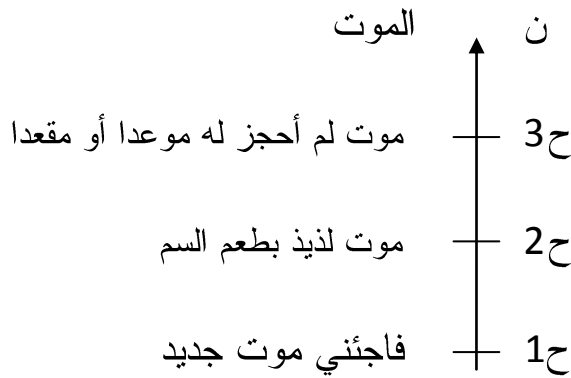 ن الموت
ح3 موت لم أحجز له موعدا أو مقعدا
ح2 موت لذيذ بطعم السم
ح1 فاجئني موت جديد